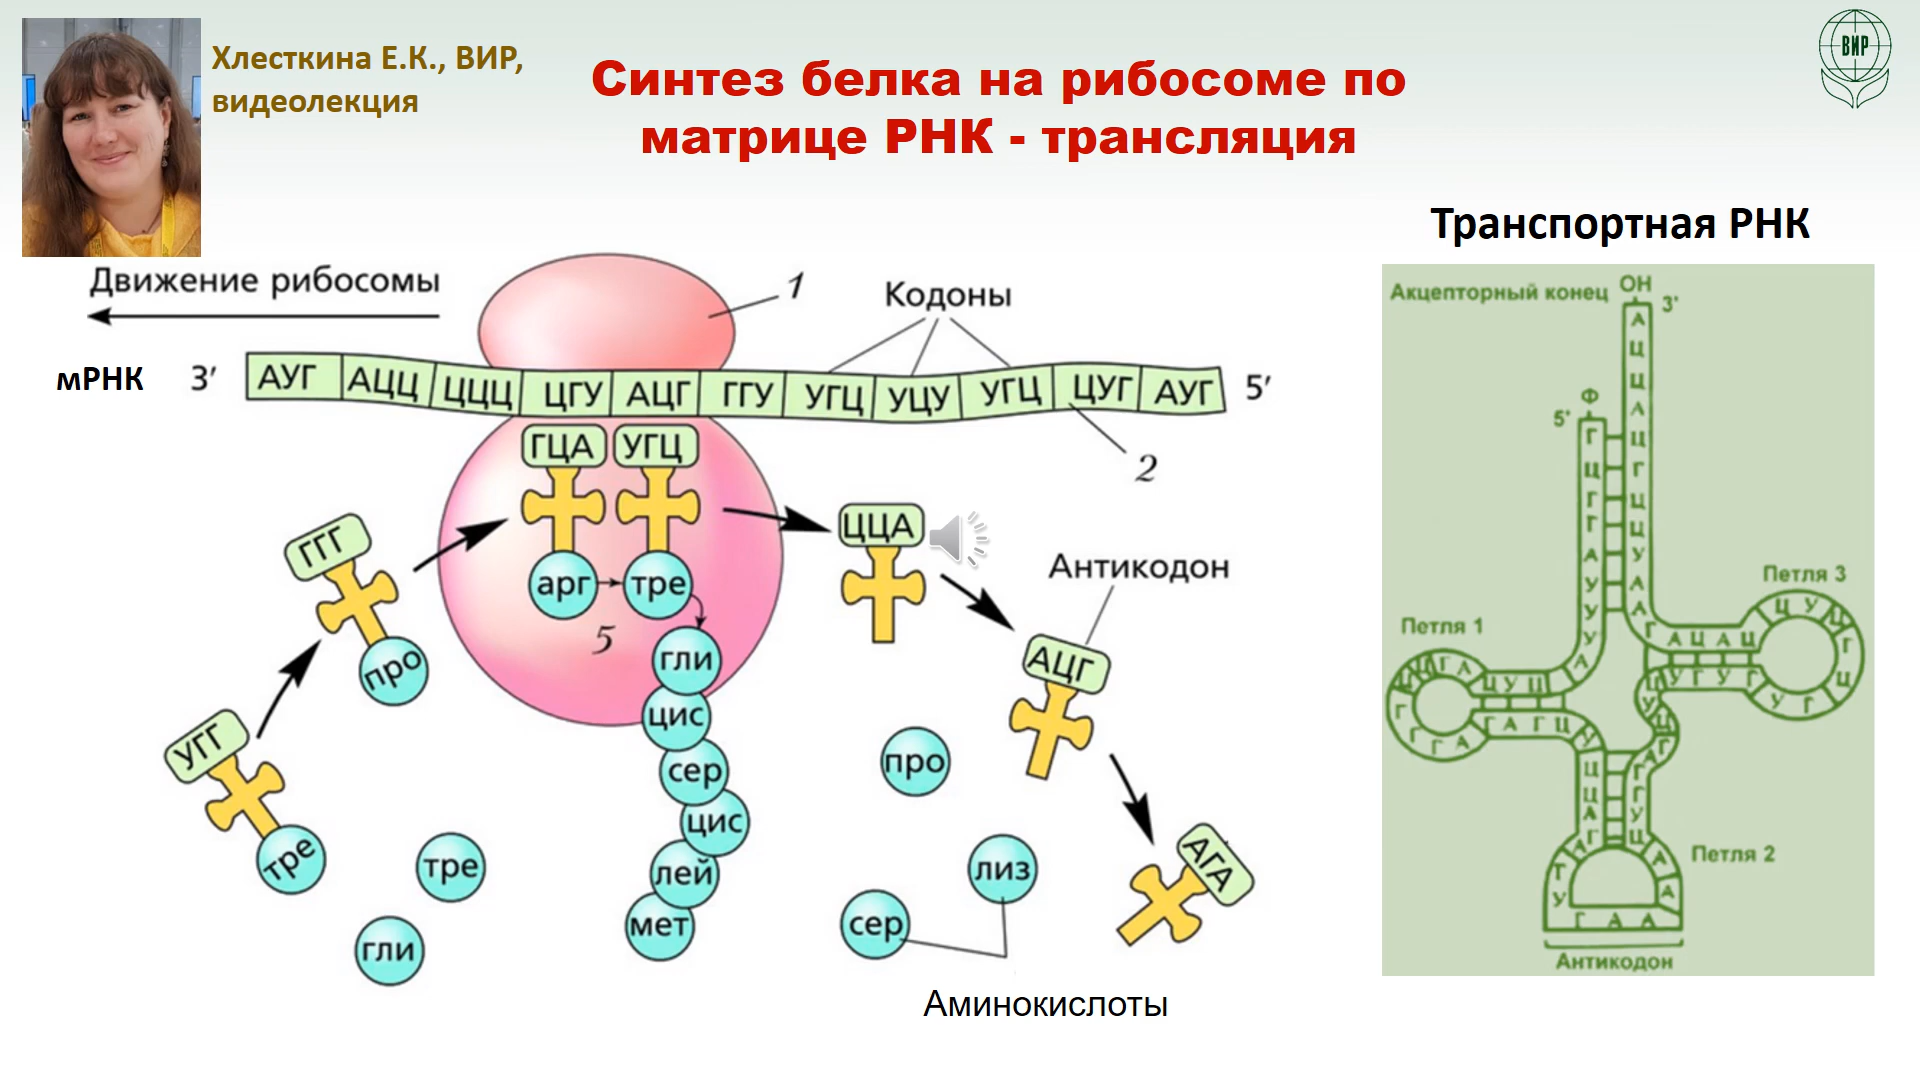 Хлесткина Е.К., ВИР,
видеолекция
Синтез белка на рибосоме по
матрице РНК - трансляция
ВИР
Транспортная РНК
Движение рибосомы
1
Кодоны
мРНК 3' АУГ АЦЦ ЦЦЦ ЦГУ АЦГ ГГУ УГЦ УЦУ УГЦ ЦУГ АУГ 5'
2
ГЦА УГЦ
ЦЦА
ГГГ
Антикодон
арг тре
5
АЦГ
про
гли
цис
УГГ
сер
про
цис
тре
тре
лей
лиз
АГА
мет
сер
гли
Аминокислоты
Акцепторный конец
ОН
3'
А
Ц
Ц
А
Ц
Г
Ц
Ц
У
А
А
Г
Ф
5'
Г
Ц
Г
Г
А
У
У
У
А
Петля 3
Петля 1
А Ц А Ц
У Г У Г
Ц У Ц
Г А Г Ц
Петля 2
У Г А А
Антикодон